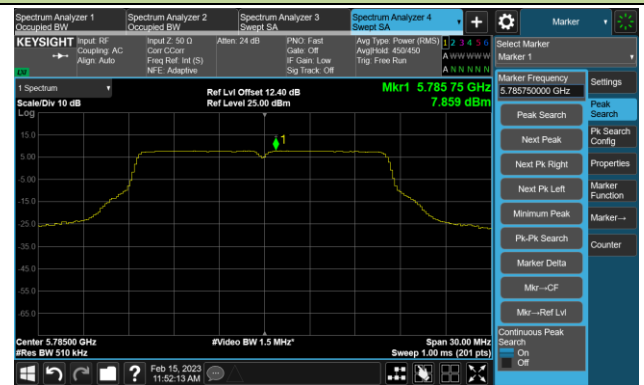 Spectrum Analyzer 1
Occupied BW
Spectrum Analyzer 2
Occupied BW
Spectrum Analyzer 3
Swept SA
Spectrum Analyzer 4
Swept SA
Marker
KEYSIGHT
Input: RF
Coupling: AC
Align: Auto
Input Z: 50 Ω
Corr CCorr
Freq Ref: Int (S)
NFE: Adaptive
Atten: 24 dB
PNO: Fast
Gate: Off
IF Gain: Low
Sig Track: Off
Avg Type: Power (RMS)
Avg|Hold: 450/450
Trig: Free Run
1 2 3 4 5 6
A W W W W W
A N N N N N
Select Marker
Marker 1
LXI
1 Spectrum
Scale/Div 10 dB
Log
Ref Lvl Offset 12.40 dB
Ref Level 25.00 dBm
Mkr1 5.785 75 GHz
7.859 dBm
15.0
5.00
-5.00
-15.0
-25.0
-35.0
-45.0
-55.0
-65.0
1
Center 5.78500 GHz
#Res BW 510 kHz
#Video BW 1.5 MHz*
Span 30.00 MHz
Sweep 1.00 ms (201 pts)
Marker Frequency
5.785750000 GHz
Peak Search
Next Peak
Next Pk Right
Next Pk Left
Minimum Peak
Pk-Pk Search
Marker Delta
Mkr→CF
Mkr→Ref Lvl
Continuous Peak
Search
On
Off
Settings
Peak
Search
Pk Search
Config
Properties
Marker
Function
Marker→
Counter
?
Feb 15, 2023
11:52:13 AM